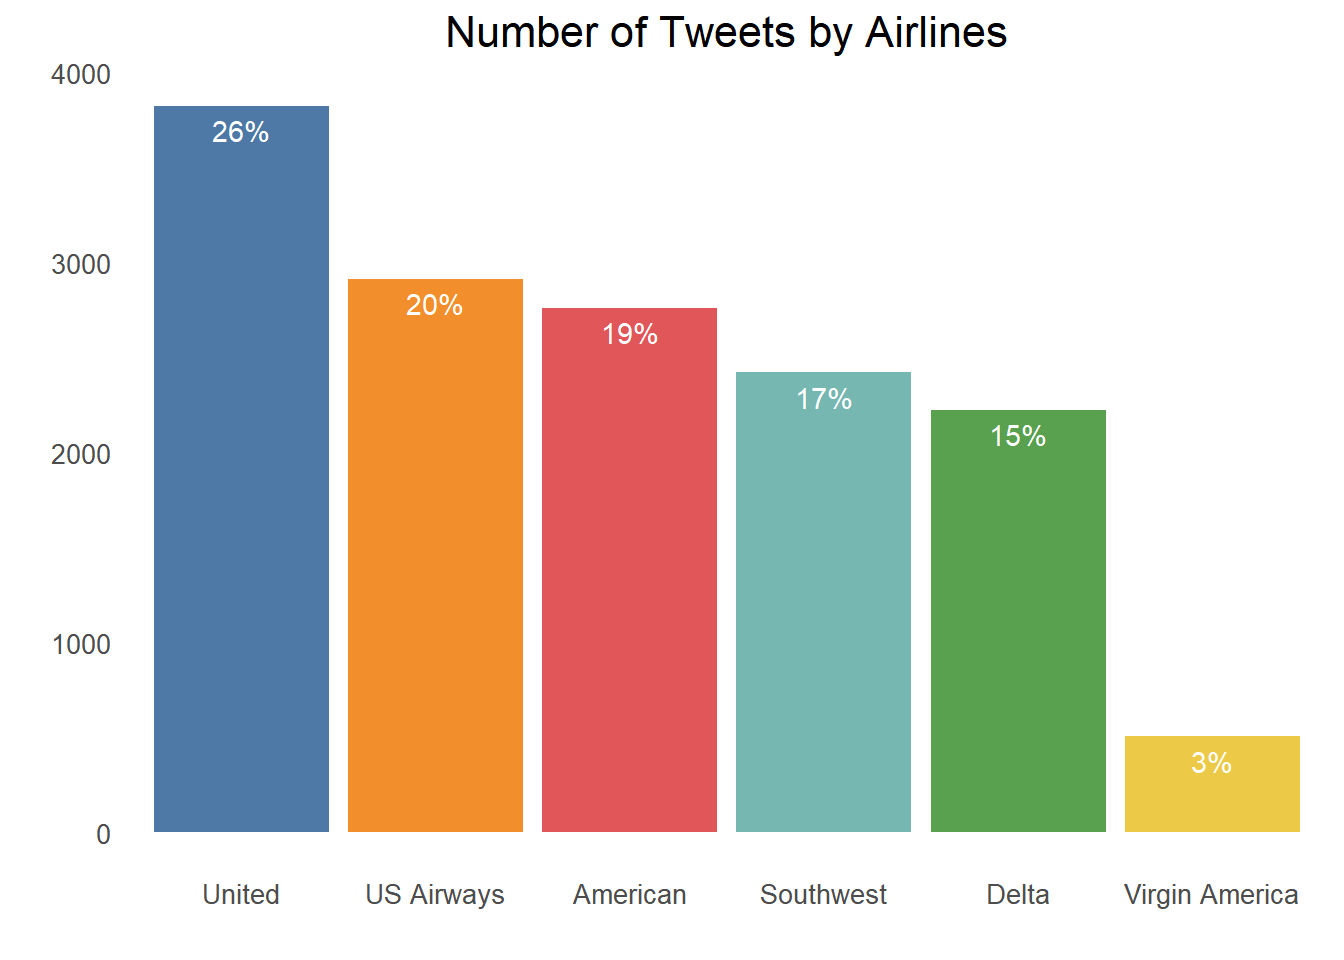 Number of Tweets by Airlines
4000
3000
2000
1000
0
26%
20%
19%
17%
15%
3%
United
US Airways
American
Southwest
Delta
Virgin America